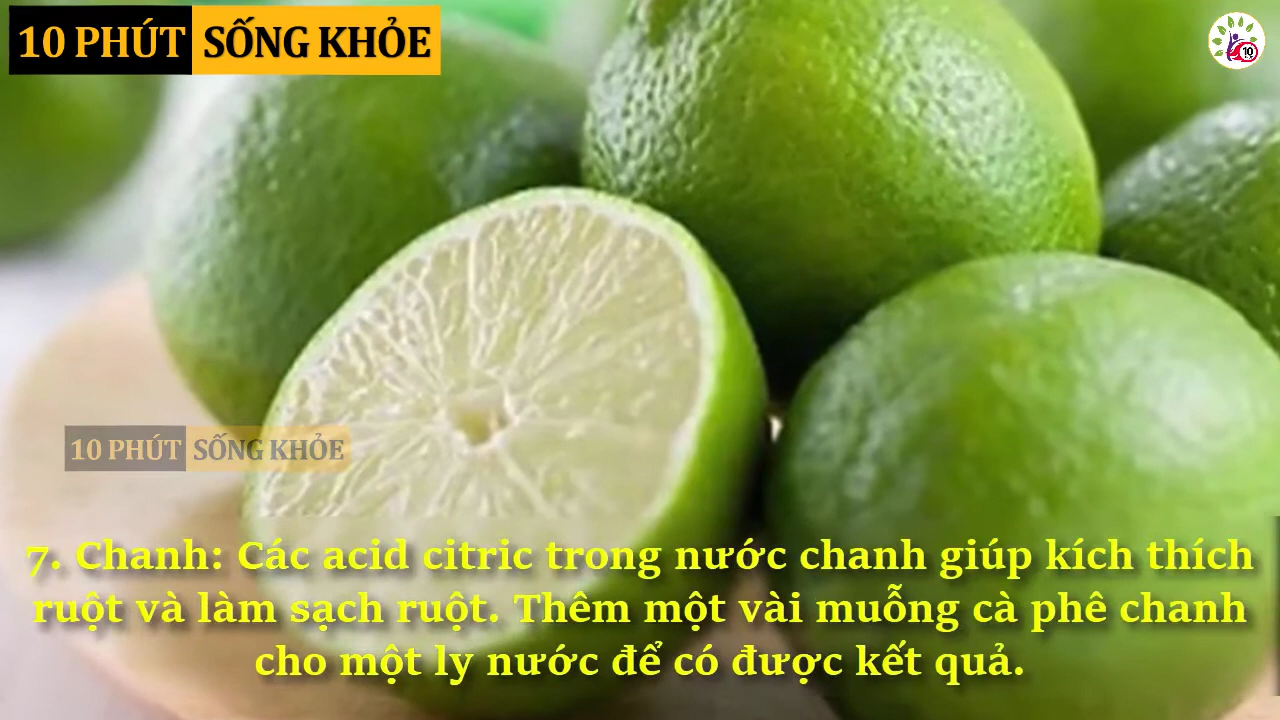 10 PHÚT SỐNG KHỎE
10
10 PHÚT SỐNG KHỎE
7. Chanh: Các acid citric trong nước chanh giúp kích thích
ruột và làm sạch ruột. Thêm một vài muỗng cà phê chanh
cho một ly nước để có được kết quả.